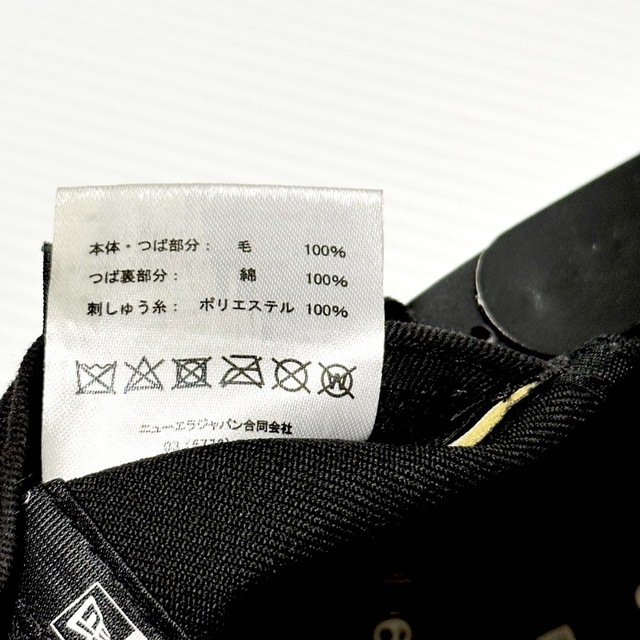 本体・つば部分： 毛 100%
つば裏部分： 綿 100%
刺しゅう糸： ポリエステル 100%
W
ニューエラジャパン合同会社